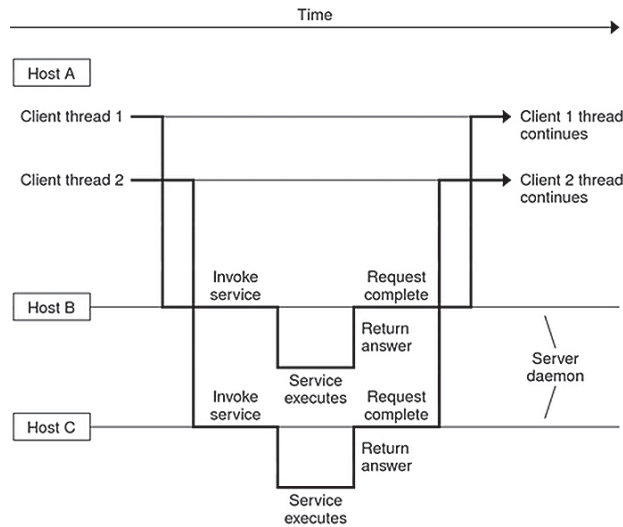 Time
Host A
Client thread 1
Client 1 thread
continues
Client thread 2
Client 2 thread
continues
Invoke
service
Request
complete
Host B
Return
answer
Service
executes
Server
daemon
Invoke
service
Request
complete
Host C
Return
answer
Service
executes